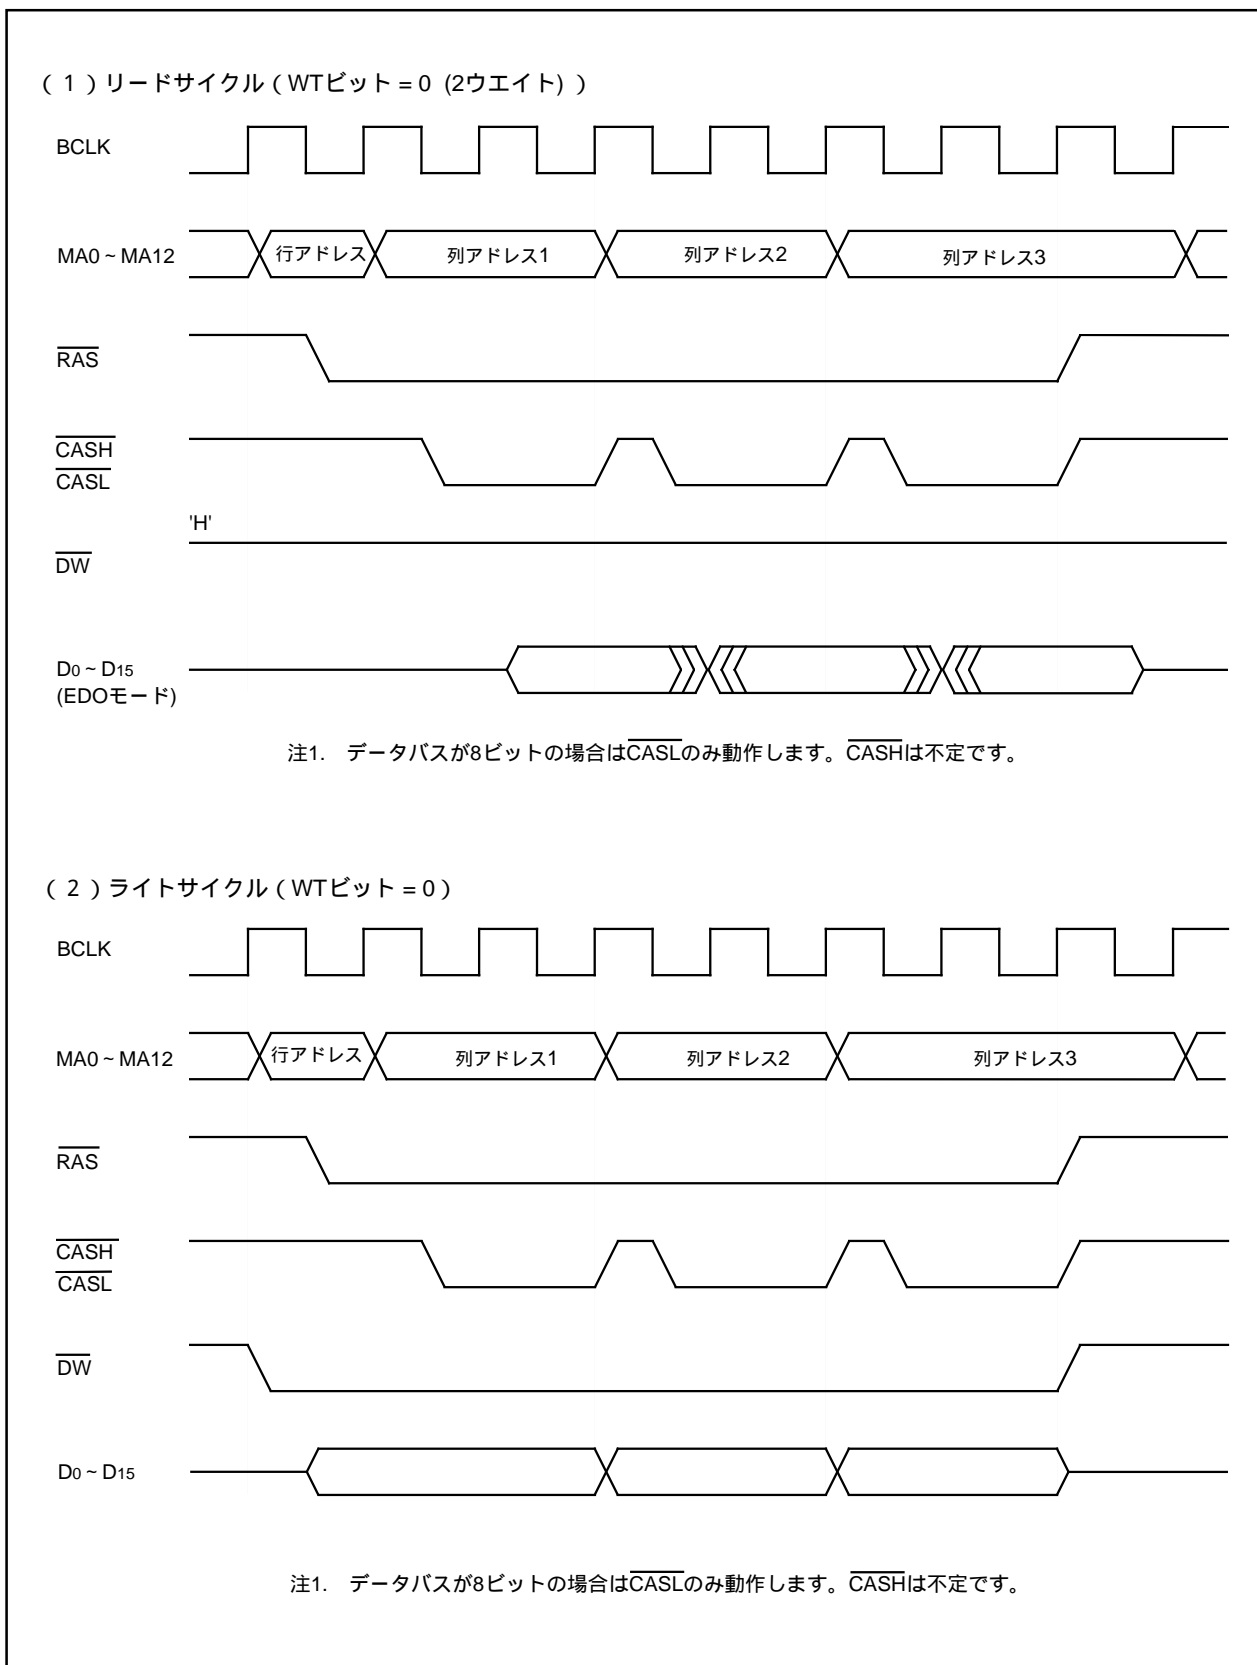 (1)リードサイクル(WTビット = 0 (2ウエイト) )
BCLK
MA0 ~ MA12
行アドレス 列アドレス1 列アドレス2 列アドレス3
RAS
CASH
CASL
'H'
DW
D0 ~ D15
(EDOモード)
注1. データバスが8ビットの場合はCASLのみ動作します。CASHは不定です。
(2)ライトサイクル(WTビット = 0)
BCLK
MA0 ~ MA12
行アドレス 列アドレス1 列アドレス2 列アドレス3
RAS
CASH
CASL
DW
D0 ~ D15
注1. データバスが8ビットの場合はCASLのみ動作します。CASHは不定です。